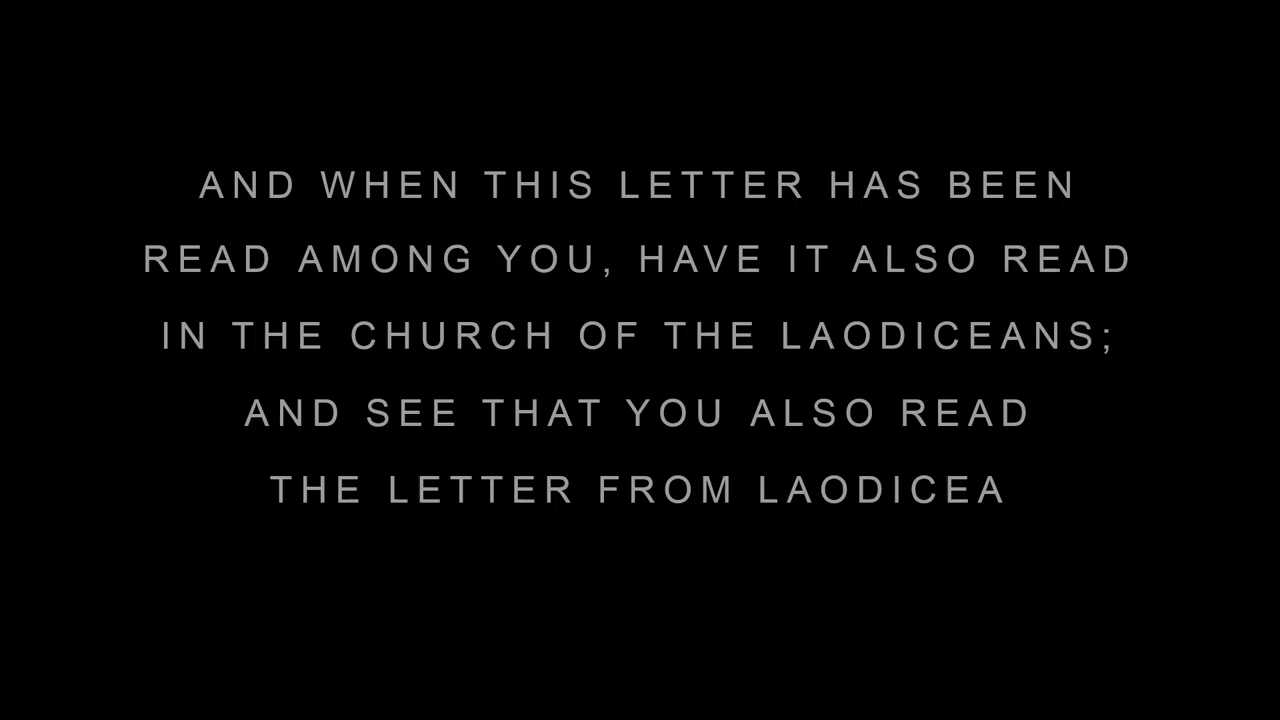 AND WHEN THIS LETTER HAS BEEN
READ AMONG YOU, HAVE IT ALSO READ
IN THE CHURCH OF THE LAODICEANS;
AND SEE THAT YOU ALSO READ
THE LETTER FROM LAODICEA